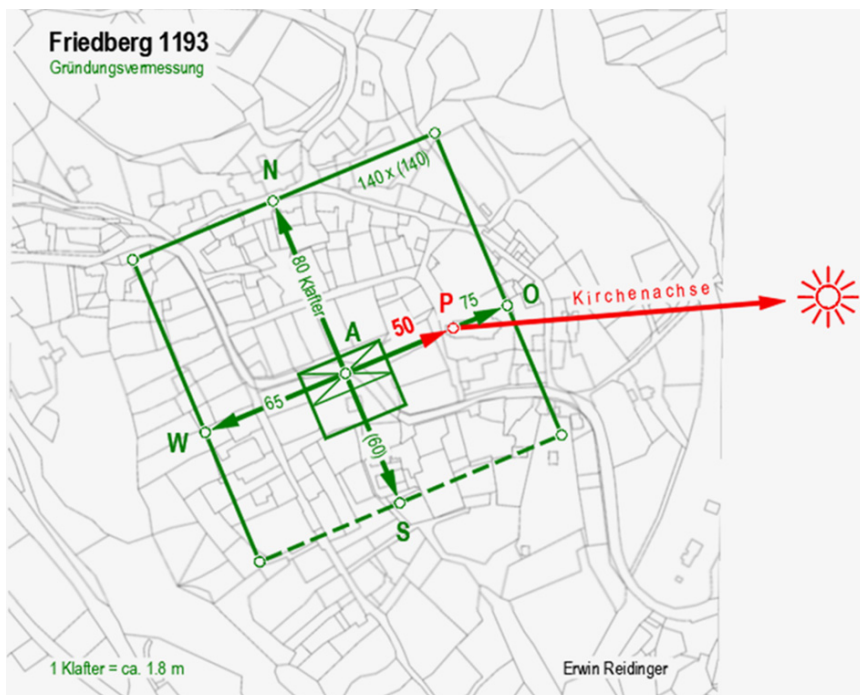 Friedberg 1193
Gründungsvermessung
N
140 x (140)
80 Klafter
P
75
O
Kirchenachse
A
50
65
W
(60)
S
1 Klafter = ca. 1.8 m
Erwin Reidinger